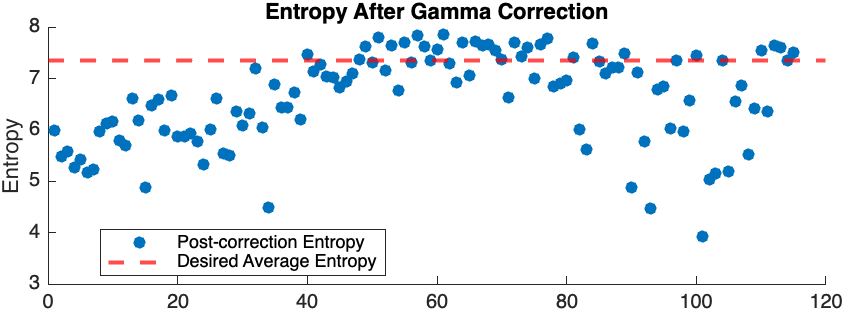 Entropy After Gamma Correction
8
7
6
5
4
3
Entropy
Post-correction Entropy
Desired Average Entropy
0 20 40 60 80 100 120